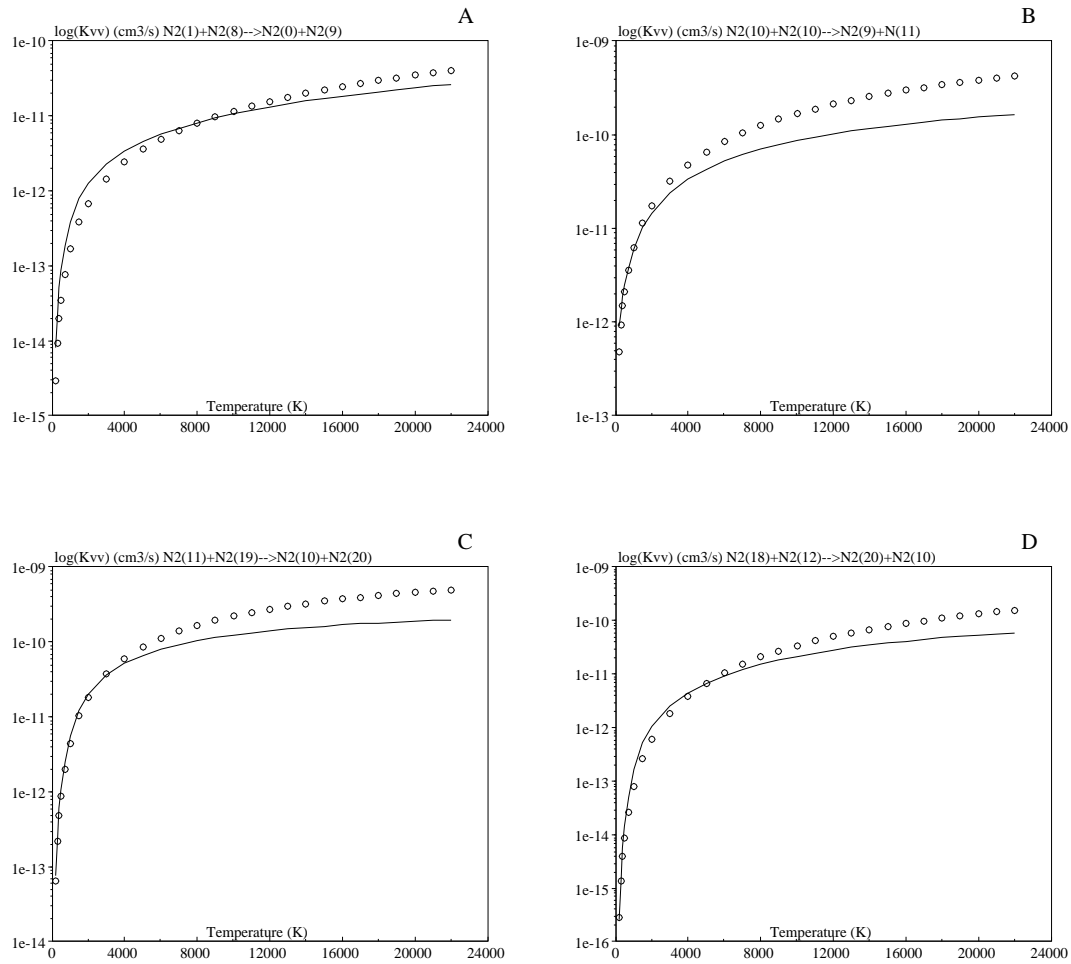 A
log(Kvv) (cm3/s) N2(1)+N2(8)-->N2(0)+N2(9)
1e-10
1e-11
1e-12
1e-13
1e-14
1e-15
Temperature (K)
0 4000 8000 12000 16000 20000 24000
B
log(Kvv) (cm3/s) N2(10)+N2(10)-->N2(9)+N(11)
1e-09
1e-10
1e-11
1e-12
1e-13
Temperature (K)
0 4000 8000 12000 16000 20000 24000
C
log(Kvv) (cm3/s) N2(11)+N2(19)-->N2(10)+N2(20)
1e-09
1e-10
1e-11
1e-12
1e-13
1e-14
Temperature (K)
0 4000 8000 12000 16000 20000 24000
D
log(Kvv) (cm3/s) N2(18)+N2(12)-->N2(20)+N2(10)
1e-09
1e-10
1e-11
1e-12
1e-13
1e-14
1e-15
1e-16
Temperature (K)
0 4000 8000 12000 16000 20000 24000